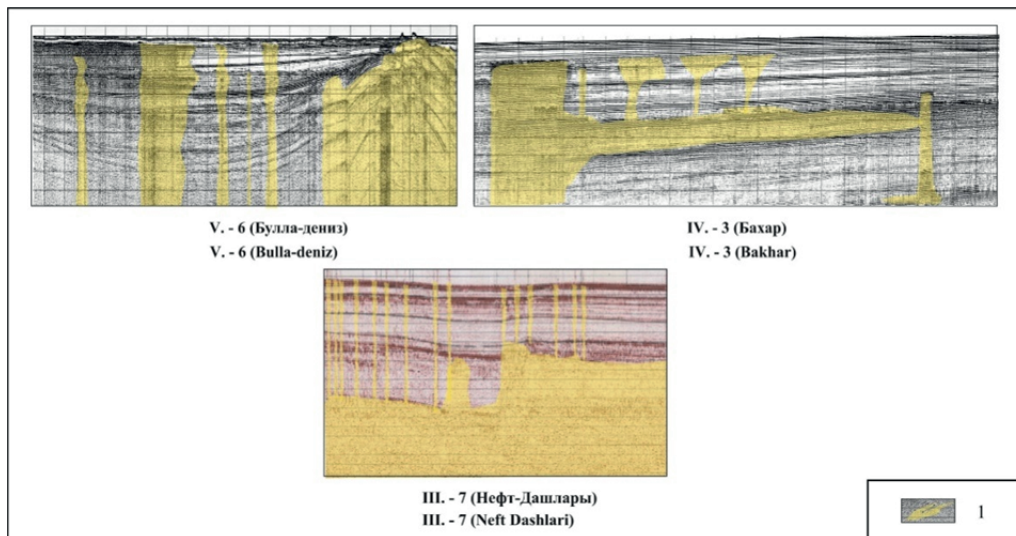 V. - 6 (Булла-дениз)
V. - 6 (Bulla-deniz)
IV. - 3 (Бахар)
IV. - 3 (Bakhar)
III. - 7 (Нефт-Дашлары)
III. - 7 (Neft Dashlari)
1